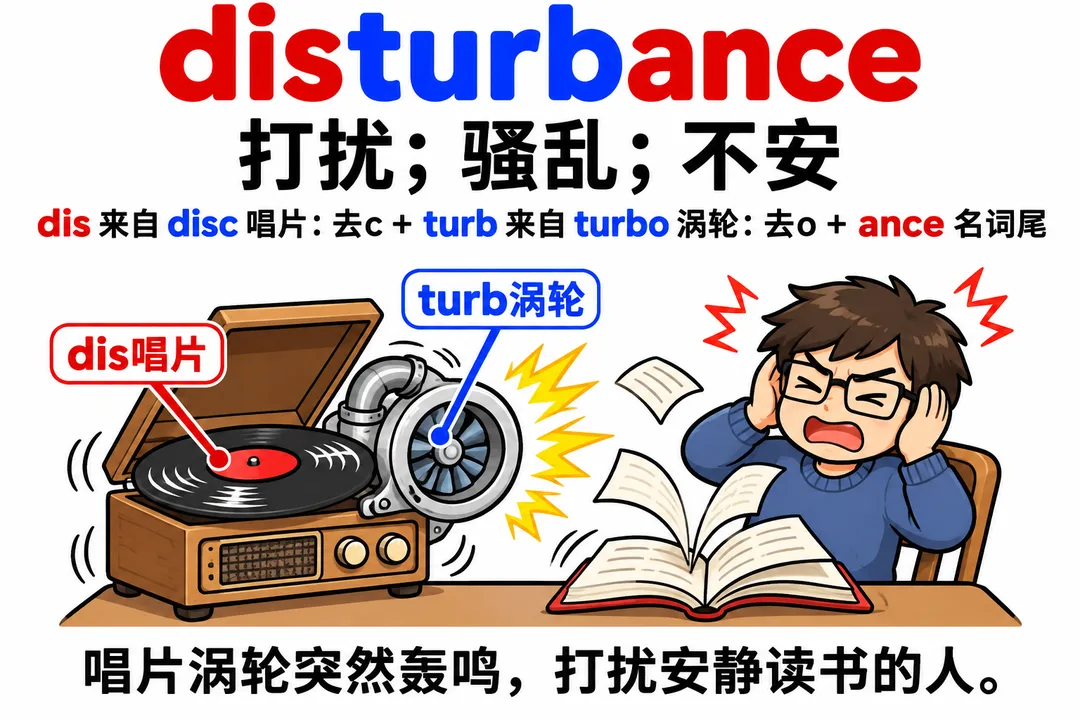 disturbance
打扰；骚乱；不安
dis 来自 disc 唱片：去c + turb 来自 turbo 涡轮：去o + ance 名词尾
turb涡轮
dis唱片
唱片涡轮突然轰鸣，打扰安静读书的人。